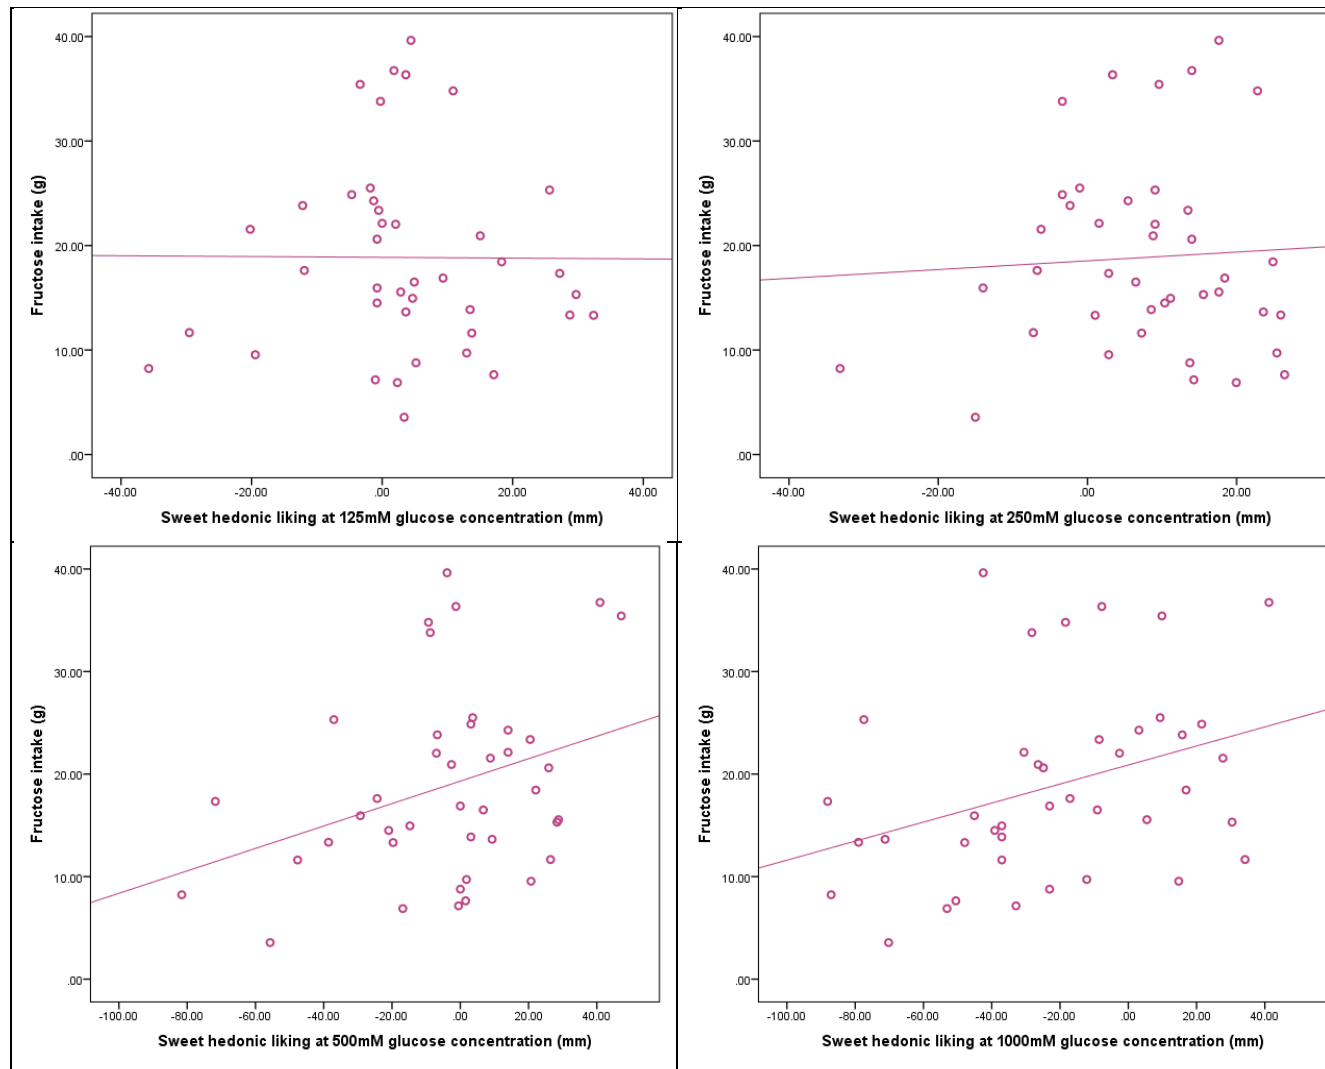 40.00
30.00
20.00
10.00
.00
Fructose intake (g)
-40.00 -20.00 .00 20.00 40.00
Sweet hedonic liking at 125mM glucose concentration (mm)
40.00
30.00
20.00
10.00
.00
Fructose intake (g)
-40.00 -20.00 .00 20.00
Sweet hedonic liking at 250mM glucose concentration (mm)
40.00
30.00
20.00
10.00
.00
Fructose intake (g)
-100.00 -80.00 -60.00 -40.00 -20.00 .00 20.00 40.00
Sweet hedonic liking at 500mM glucose concentration (mm)
40.00
30.00
20.00
10.00
.00
Fructose intake (g)
-100.00 -80.00 -60.00 -40.00 -20.00 .00 20.00 40.00
Sweet hedonic liking at 1000mM glucose concentration (mm)